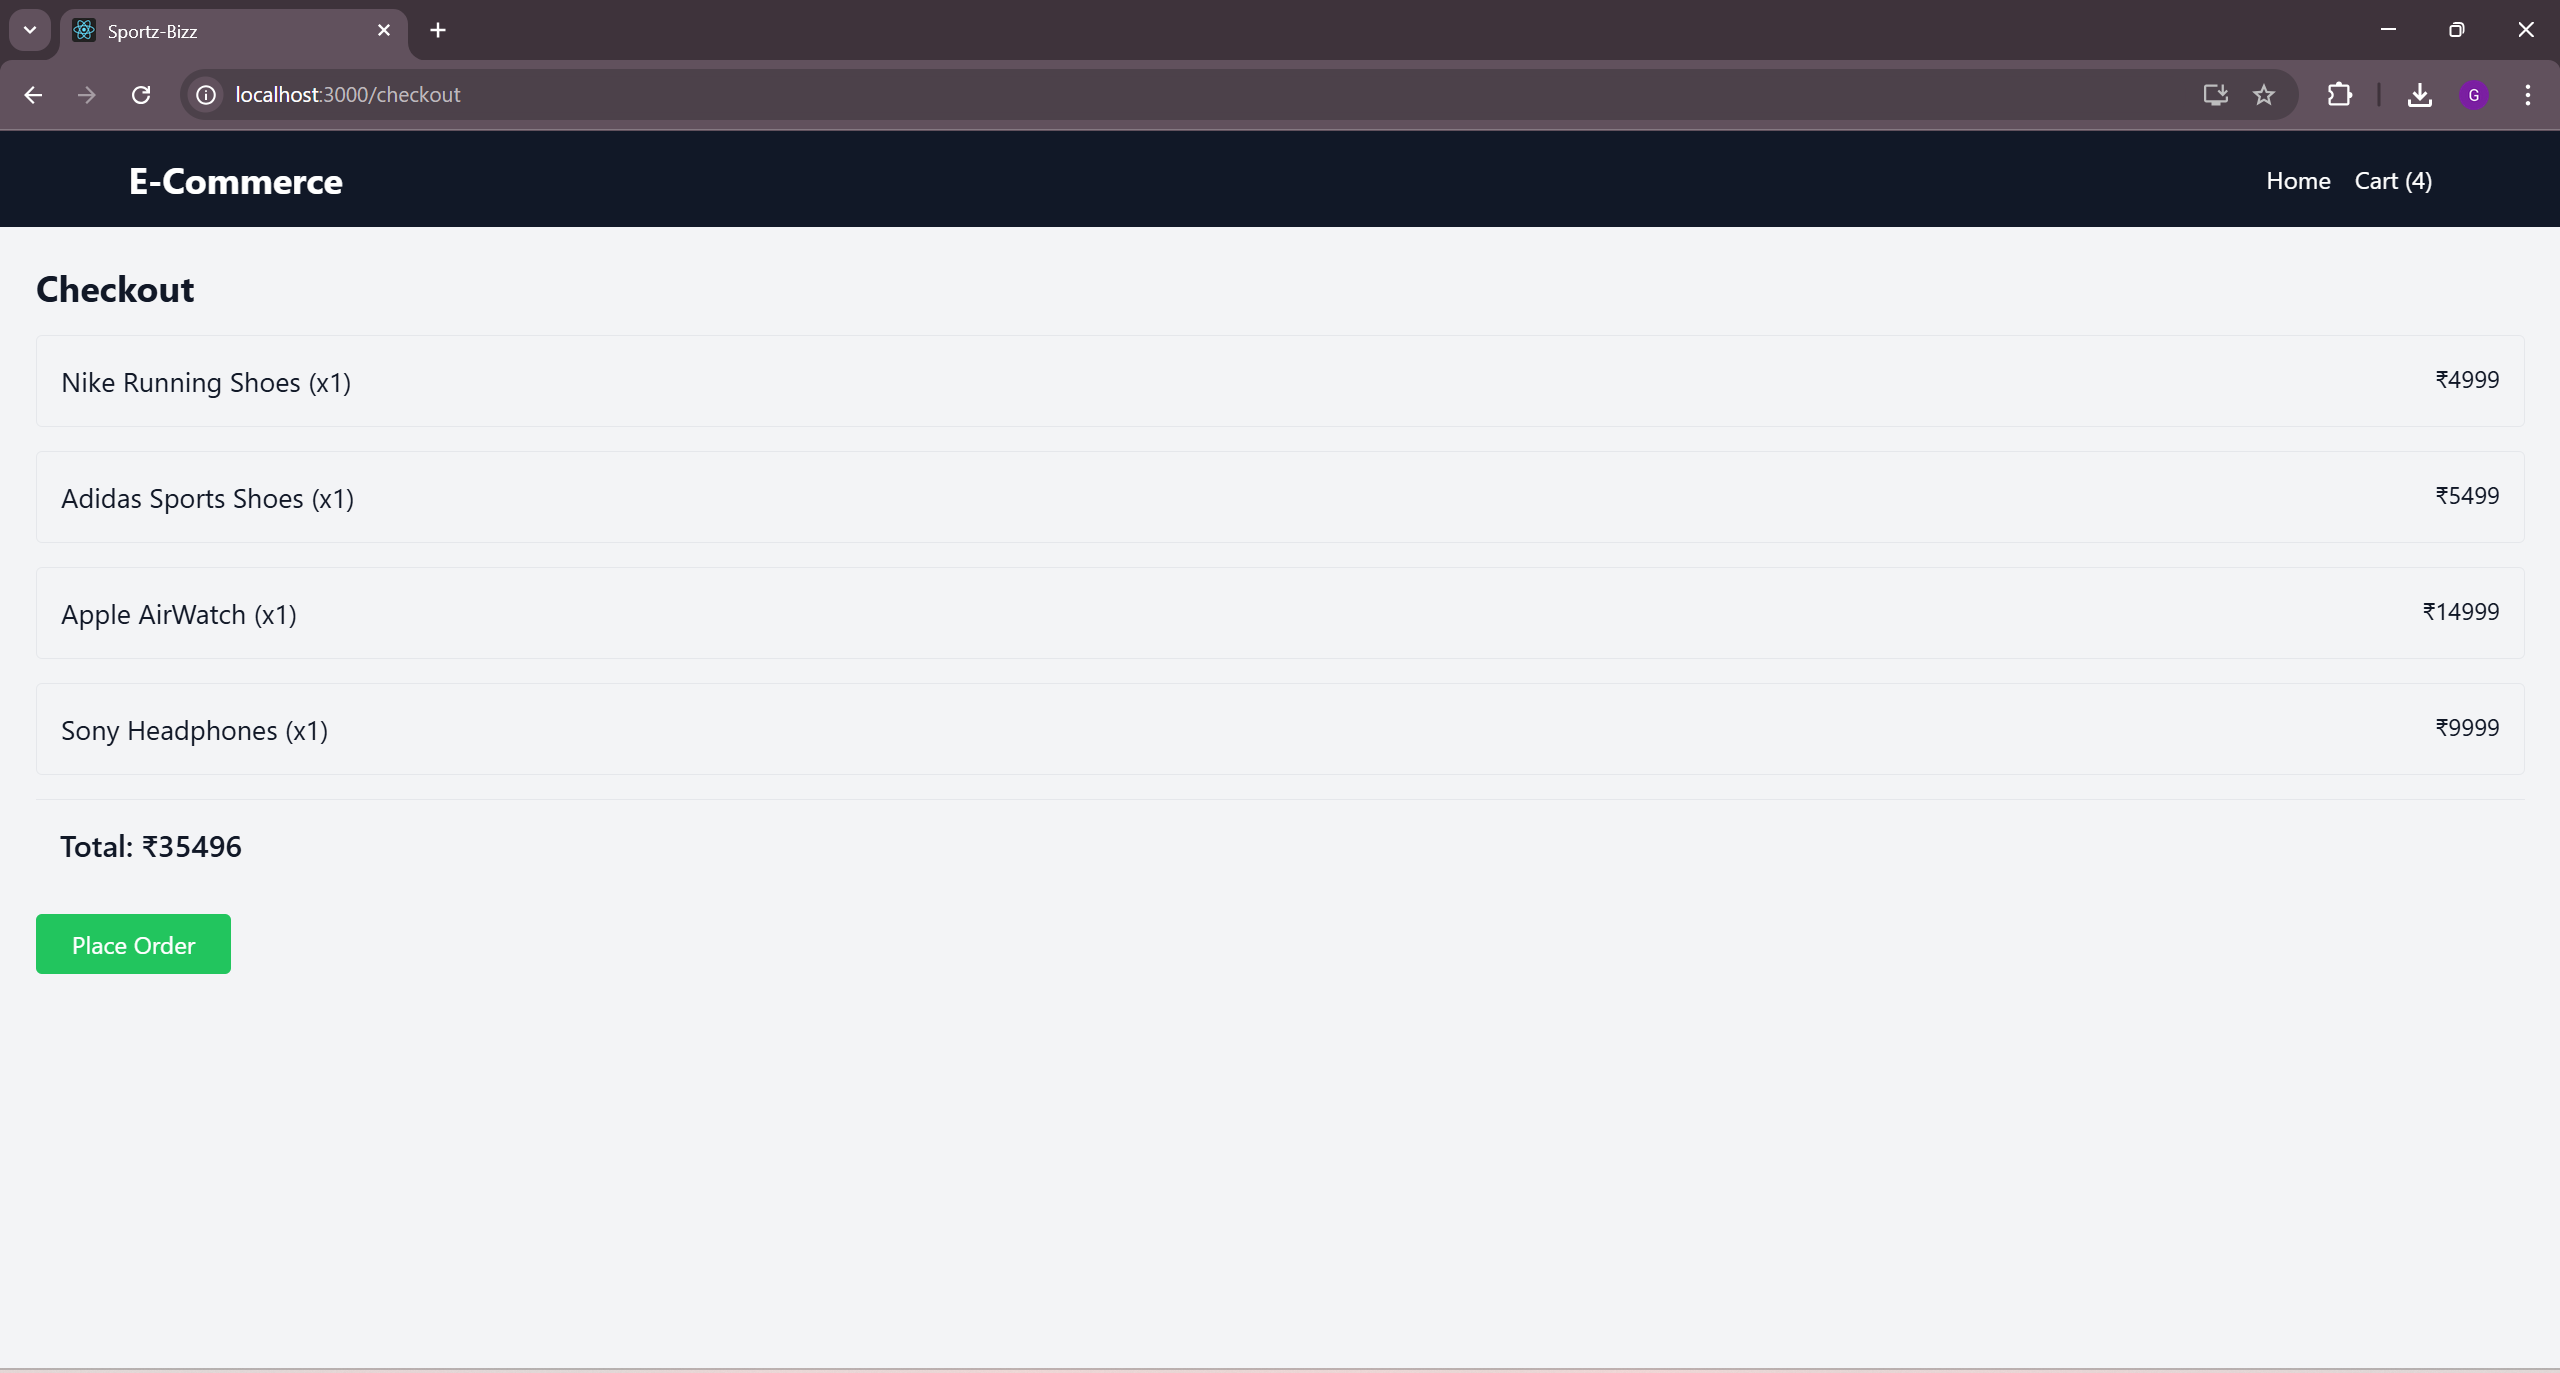 Sportz-Bizz
localhost:3000/checkout
G
E-Commerce
Home Cart (4)
Checkout
Nike Running Shoes (x1) ₹4999
Adidas Sports Shoes (x1) ₹5499
Apple AirWatch (x1) ₹14999
Sony Headphones (x1) ₹9999
Total: ₹35496
Place Order